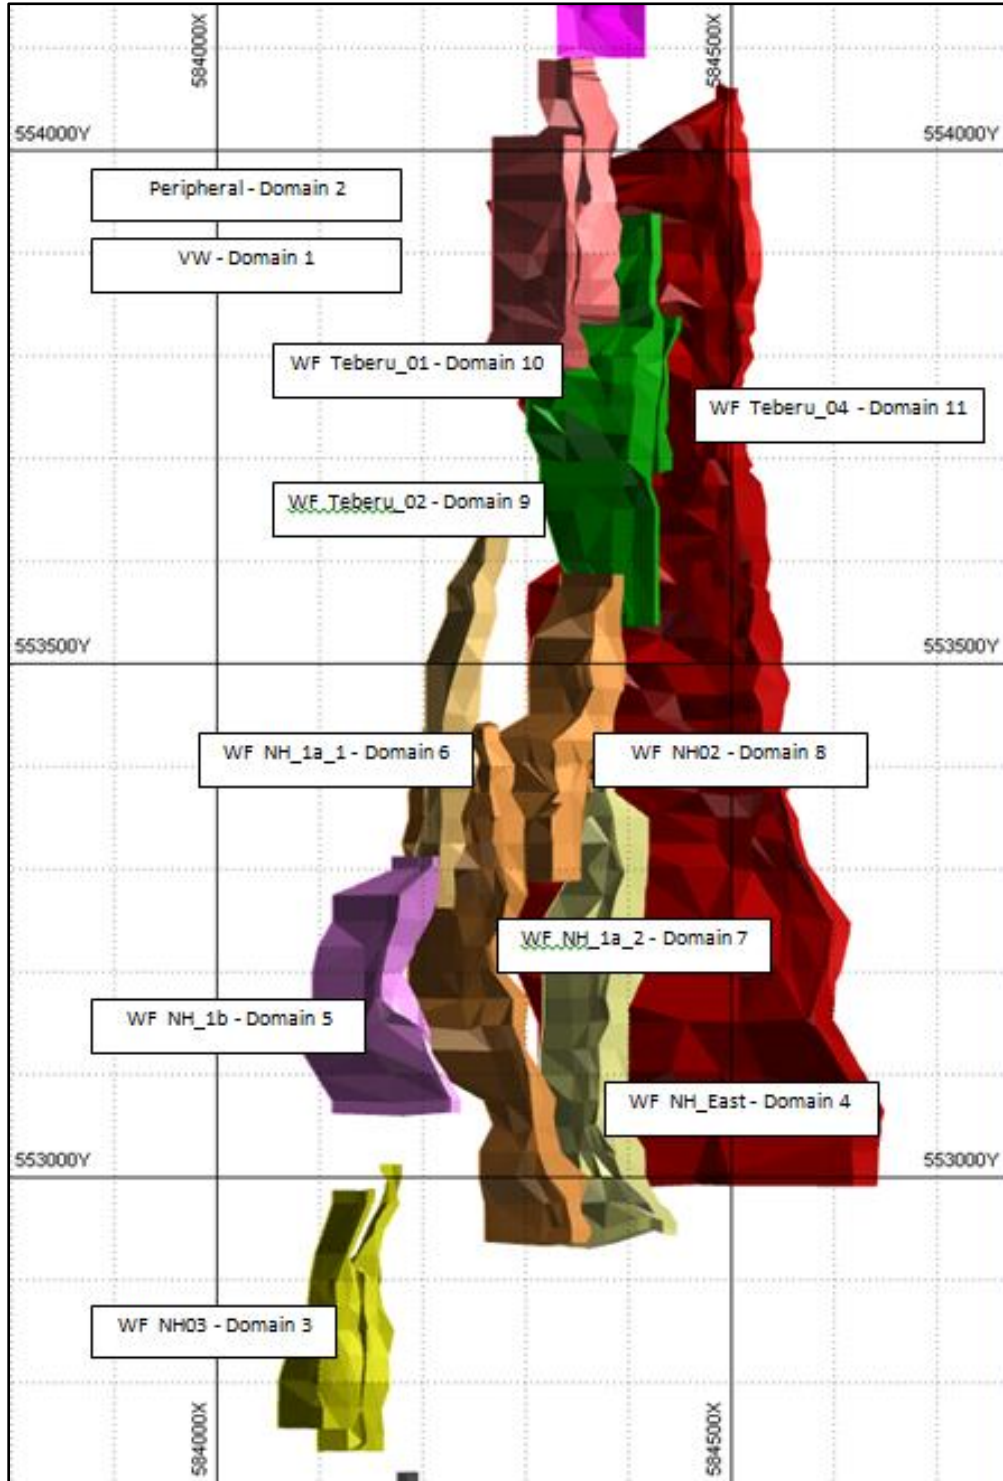 584000X
584500X
554000Y
554000Y
Peripheral - Domain 2
VW - Domain 1
WF Teberu_01 - Domain 10
WF Teberu_04 - Domain 11
WF Teberu_02 - Domain 9
553500Y
553500Y
WF NH_1a_1 - Domain 6
WF NH02 - Domain 8
WF NH_1a_2 - Domain 7
WF NH_1b - Domain 5
WF NH_East - Domain 4
553000Y
553000Y
WF NH03 - Domain 3
584000X
584500X